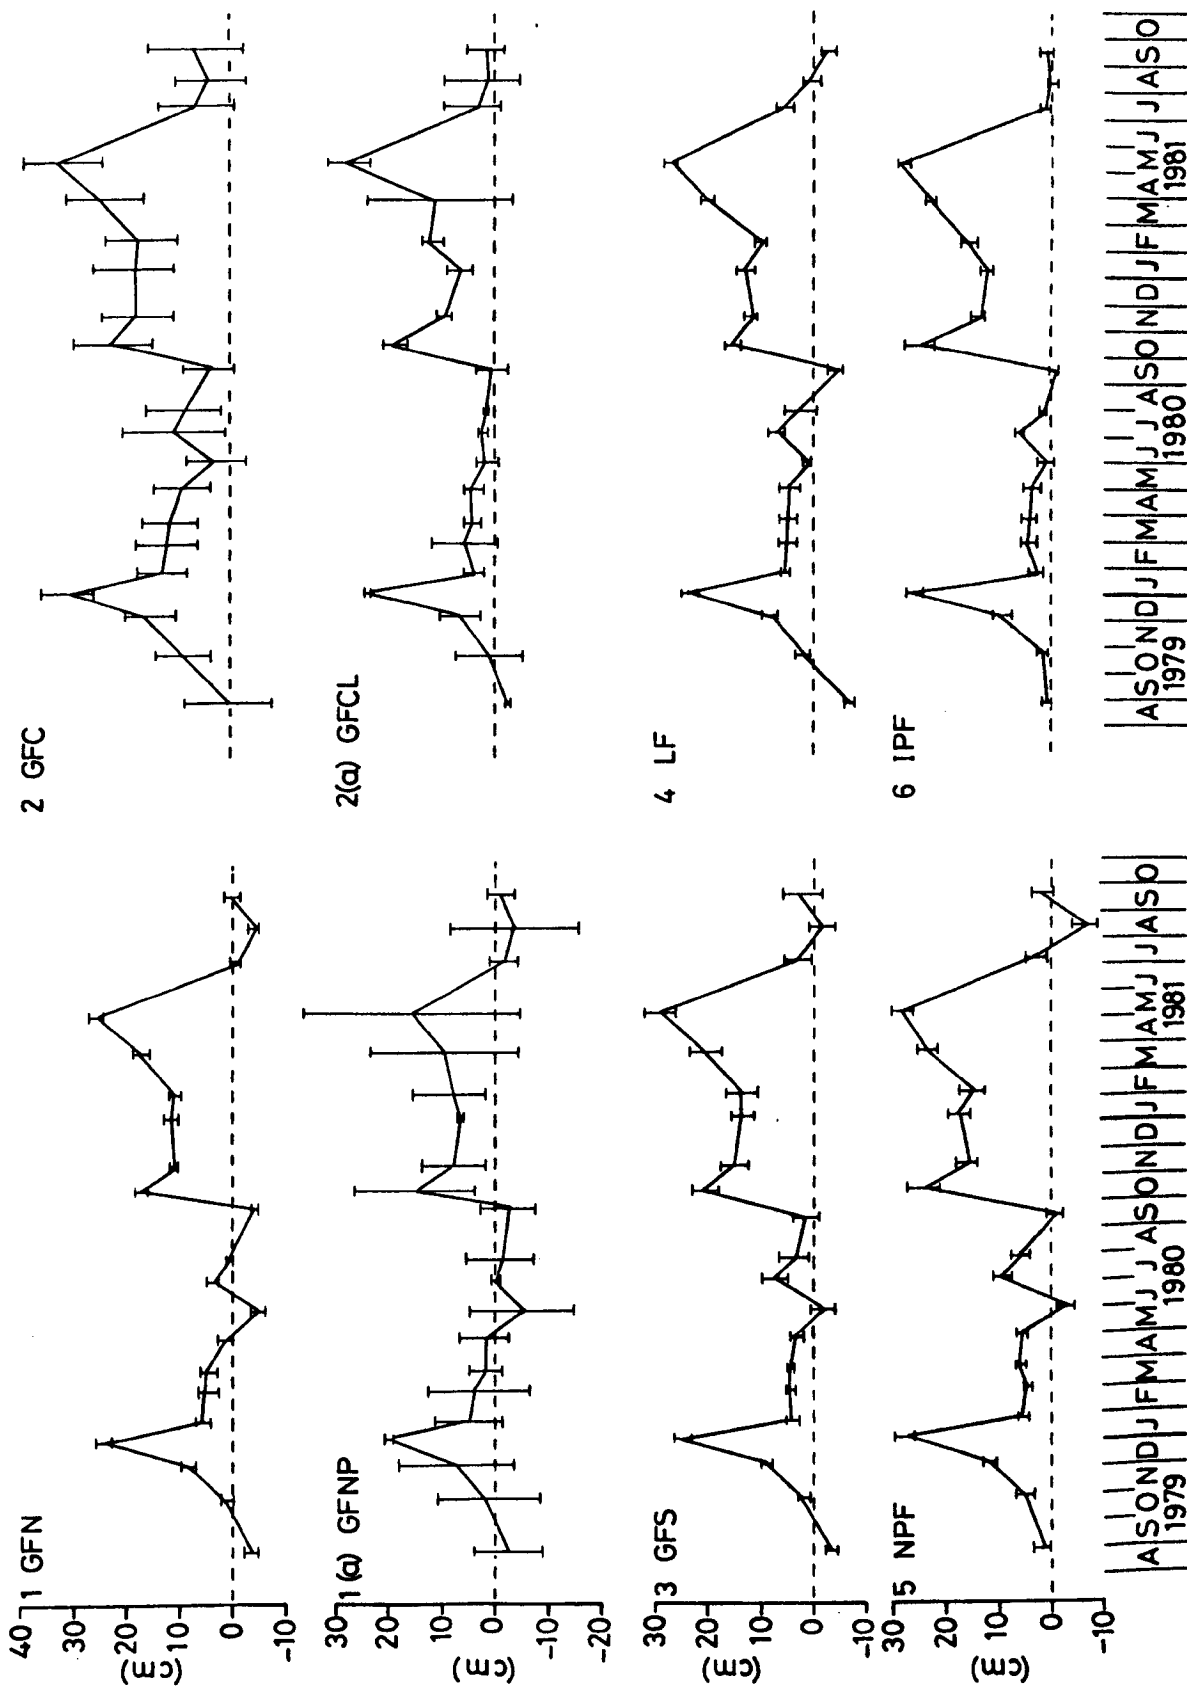 1 GFN
40
30
20
10
0
-10
(cm)
2 GFC
1(a) GFNP
30
20
10
0
-10
-20
(cm)
2(a) GFCL
3 GFS
30
20
10
0
-10
(cm)
4 LF
5 NPF
30
20
10
0
-10
(cm)
6 IPF
A S O N D J F M A M J J A S O N D J F M A M J J A S O
1979 1980 1981
A S O N D J F M A M J J A S O N D J F M A M J J A S O
1979 1980 1981